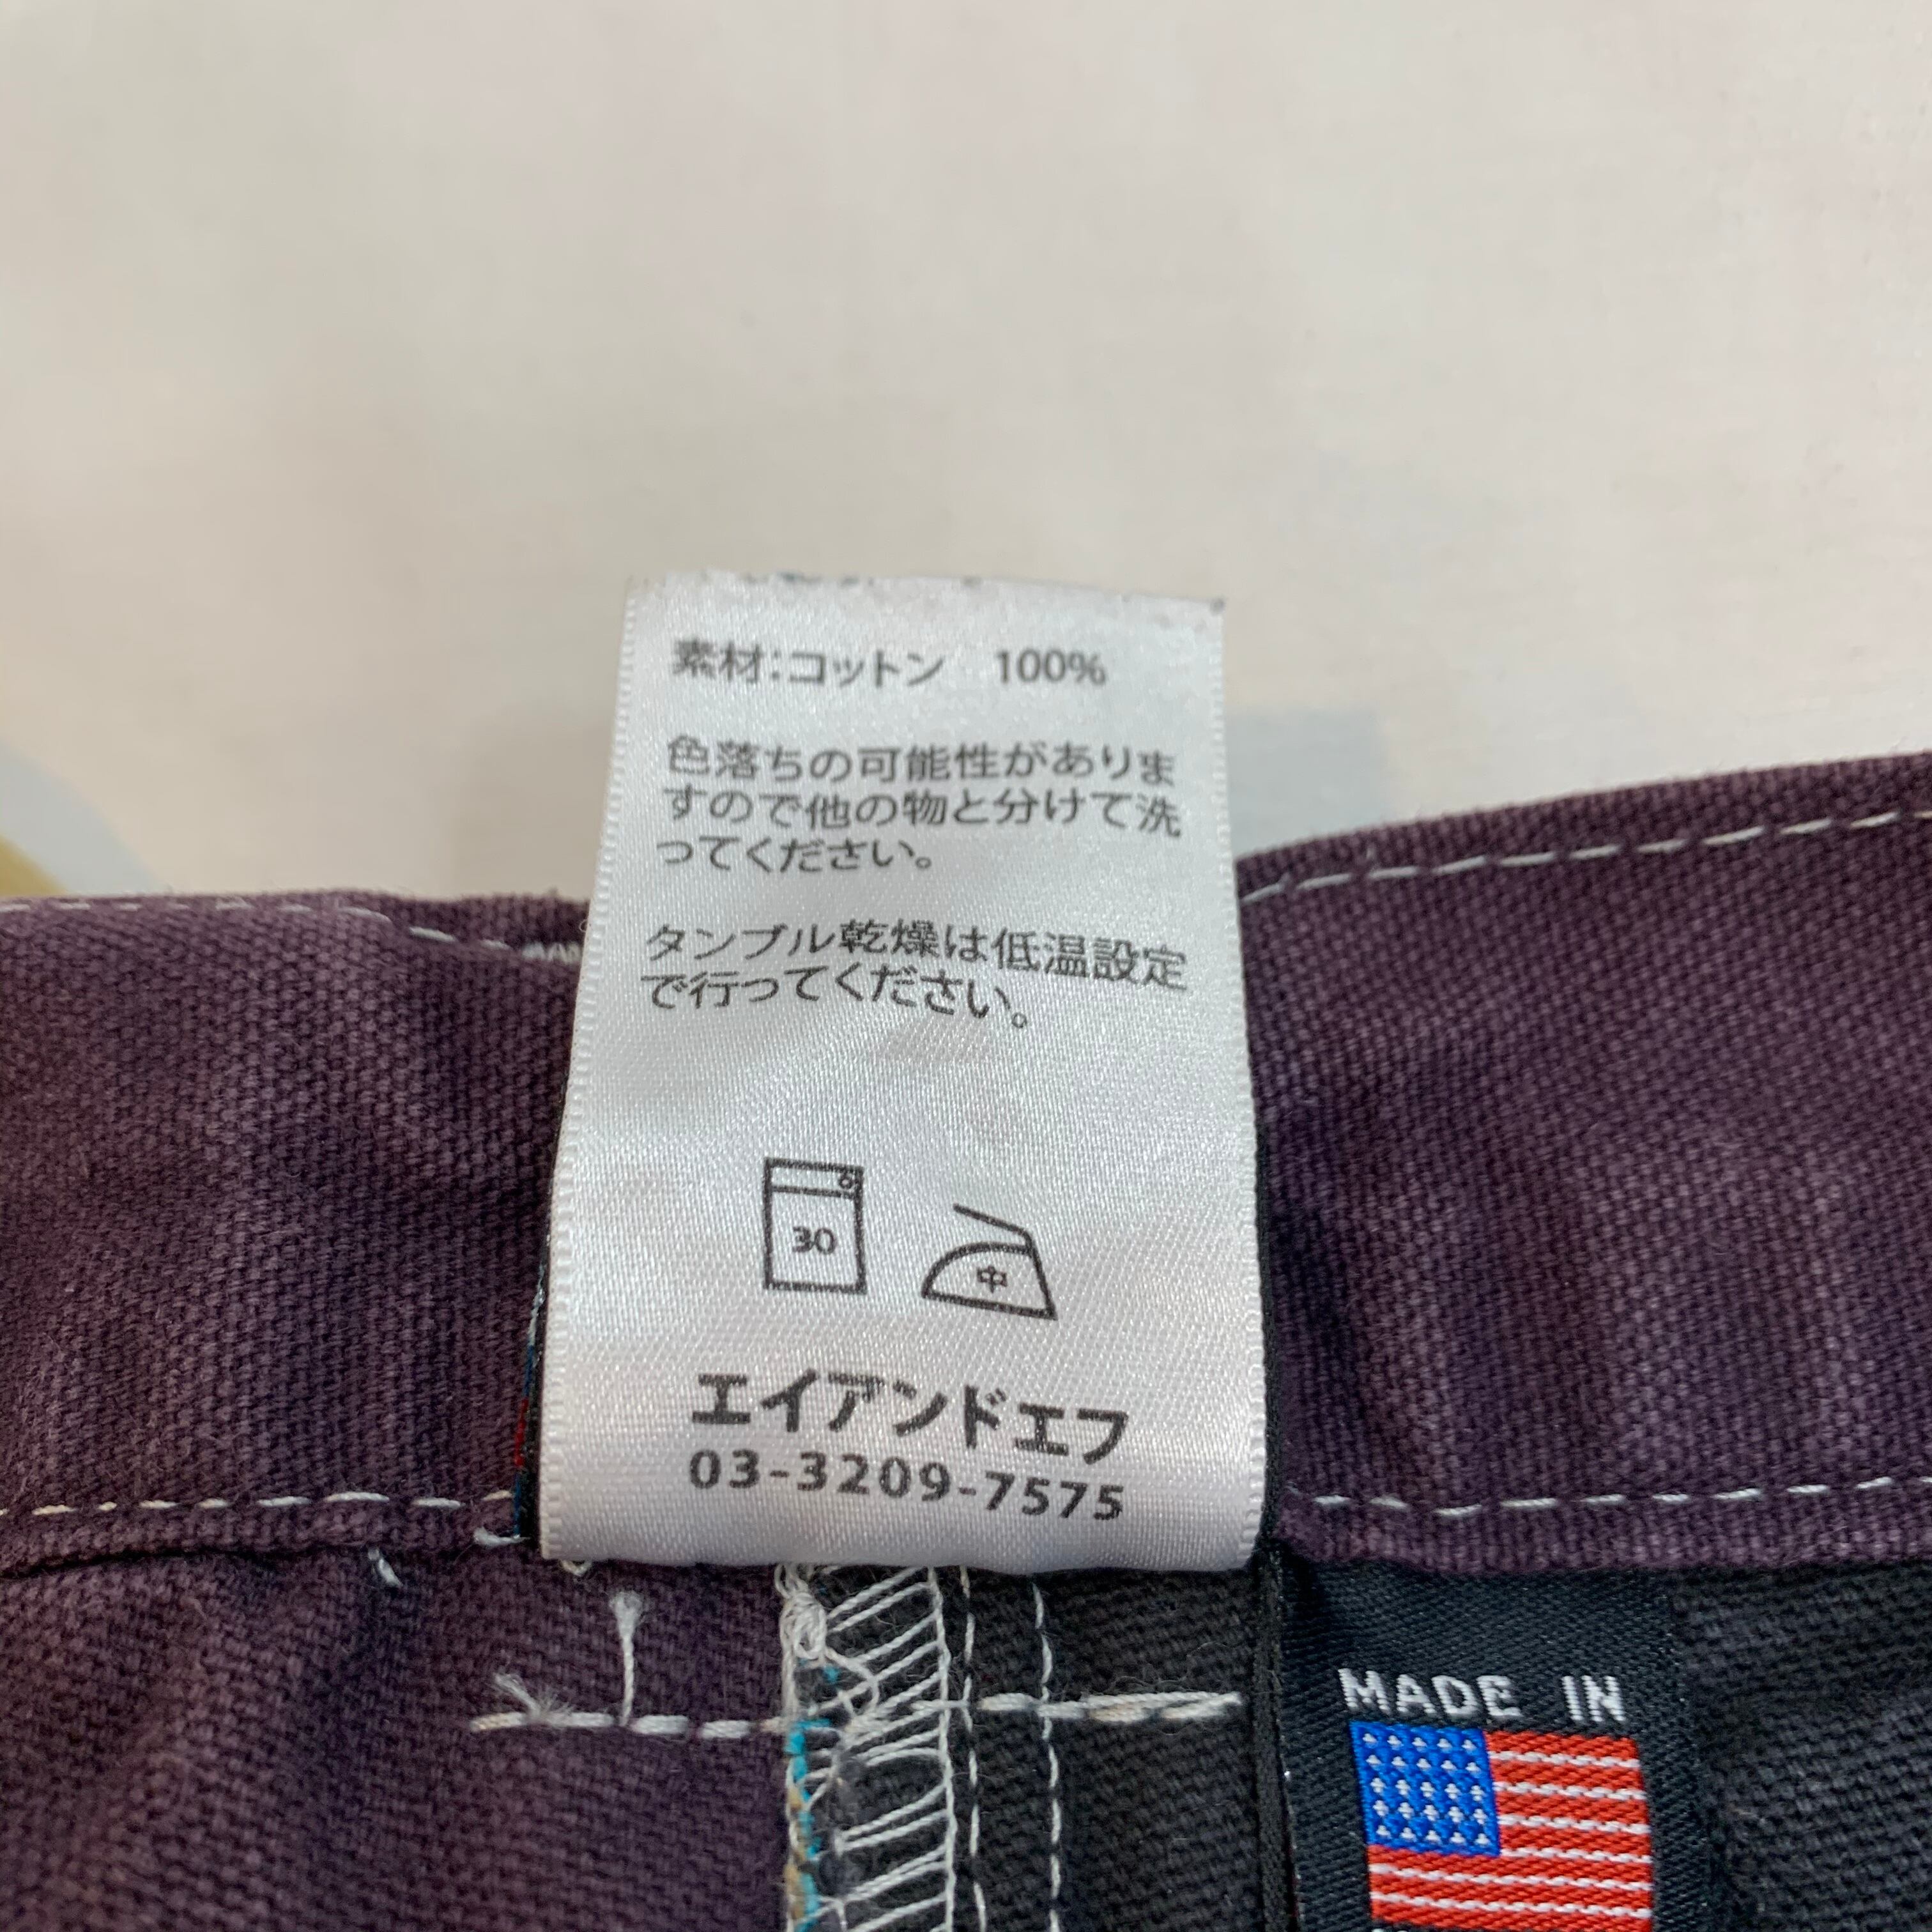 素材:コットン 100%
色落ちの可能性がありま
すので他の物と分けて洗
ってください。
タンブル乾燥は低温設定
で行ってください。
30
中
エイアンドエフ
03-3209-7575
MADE IN